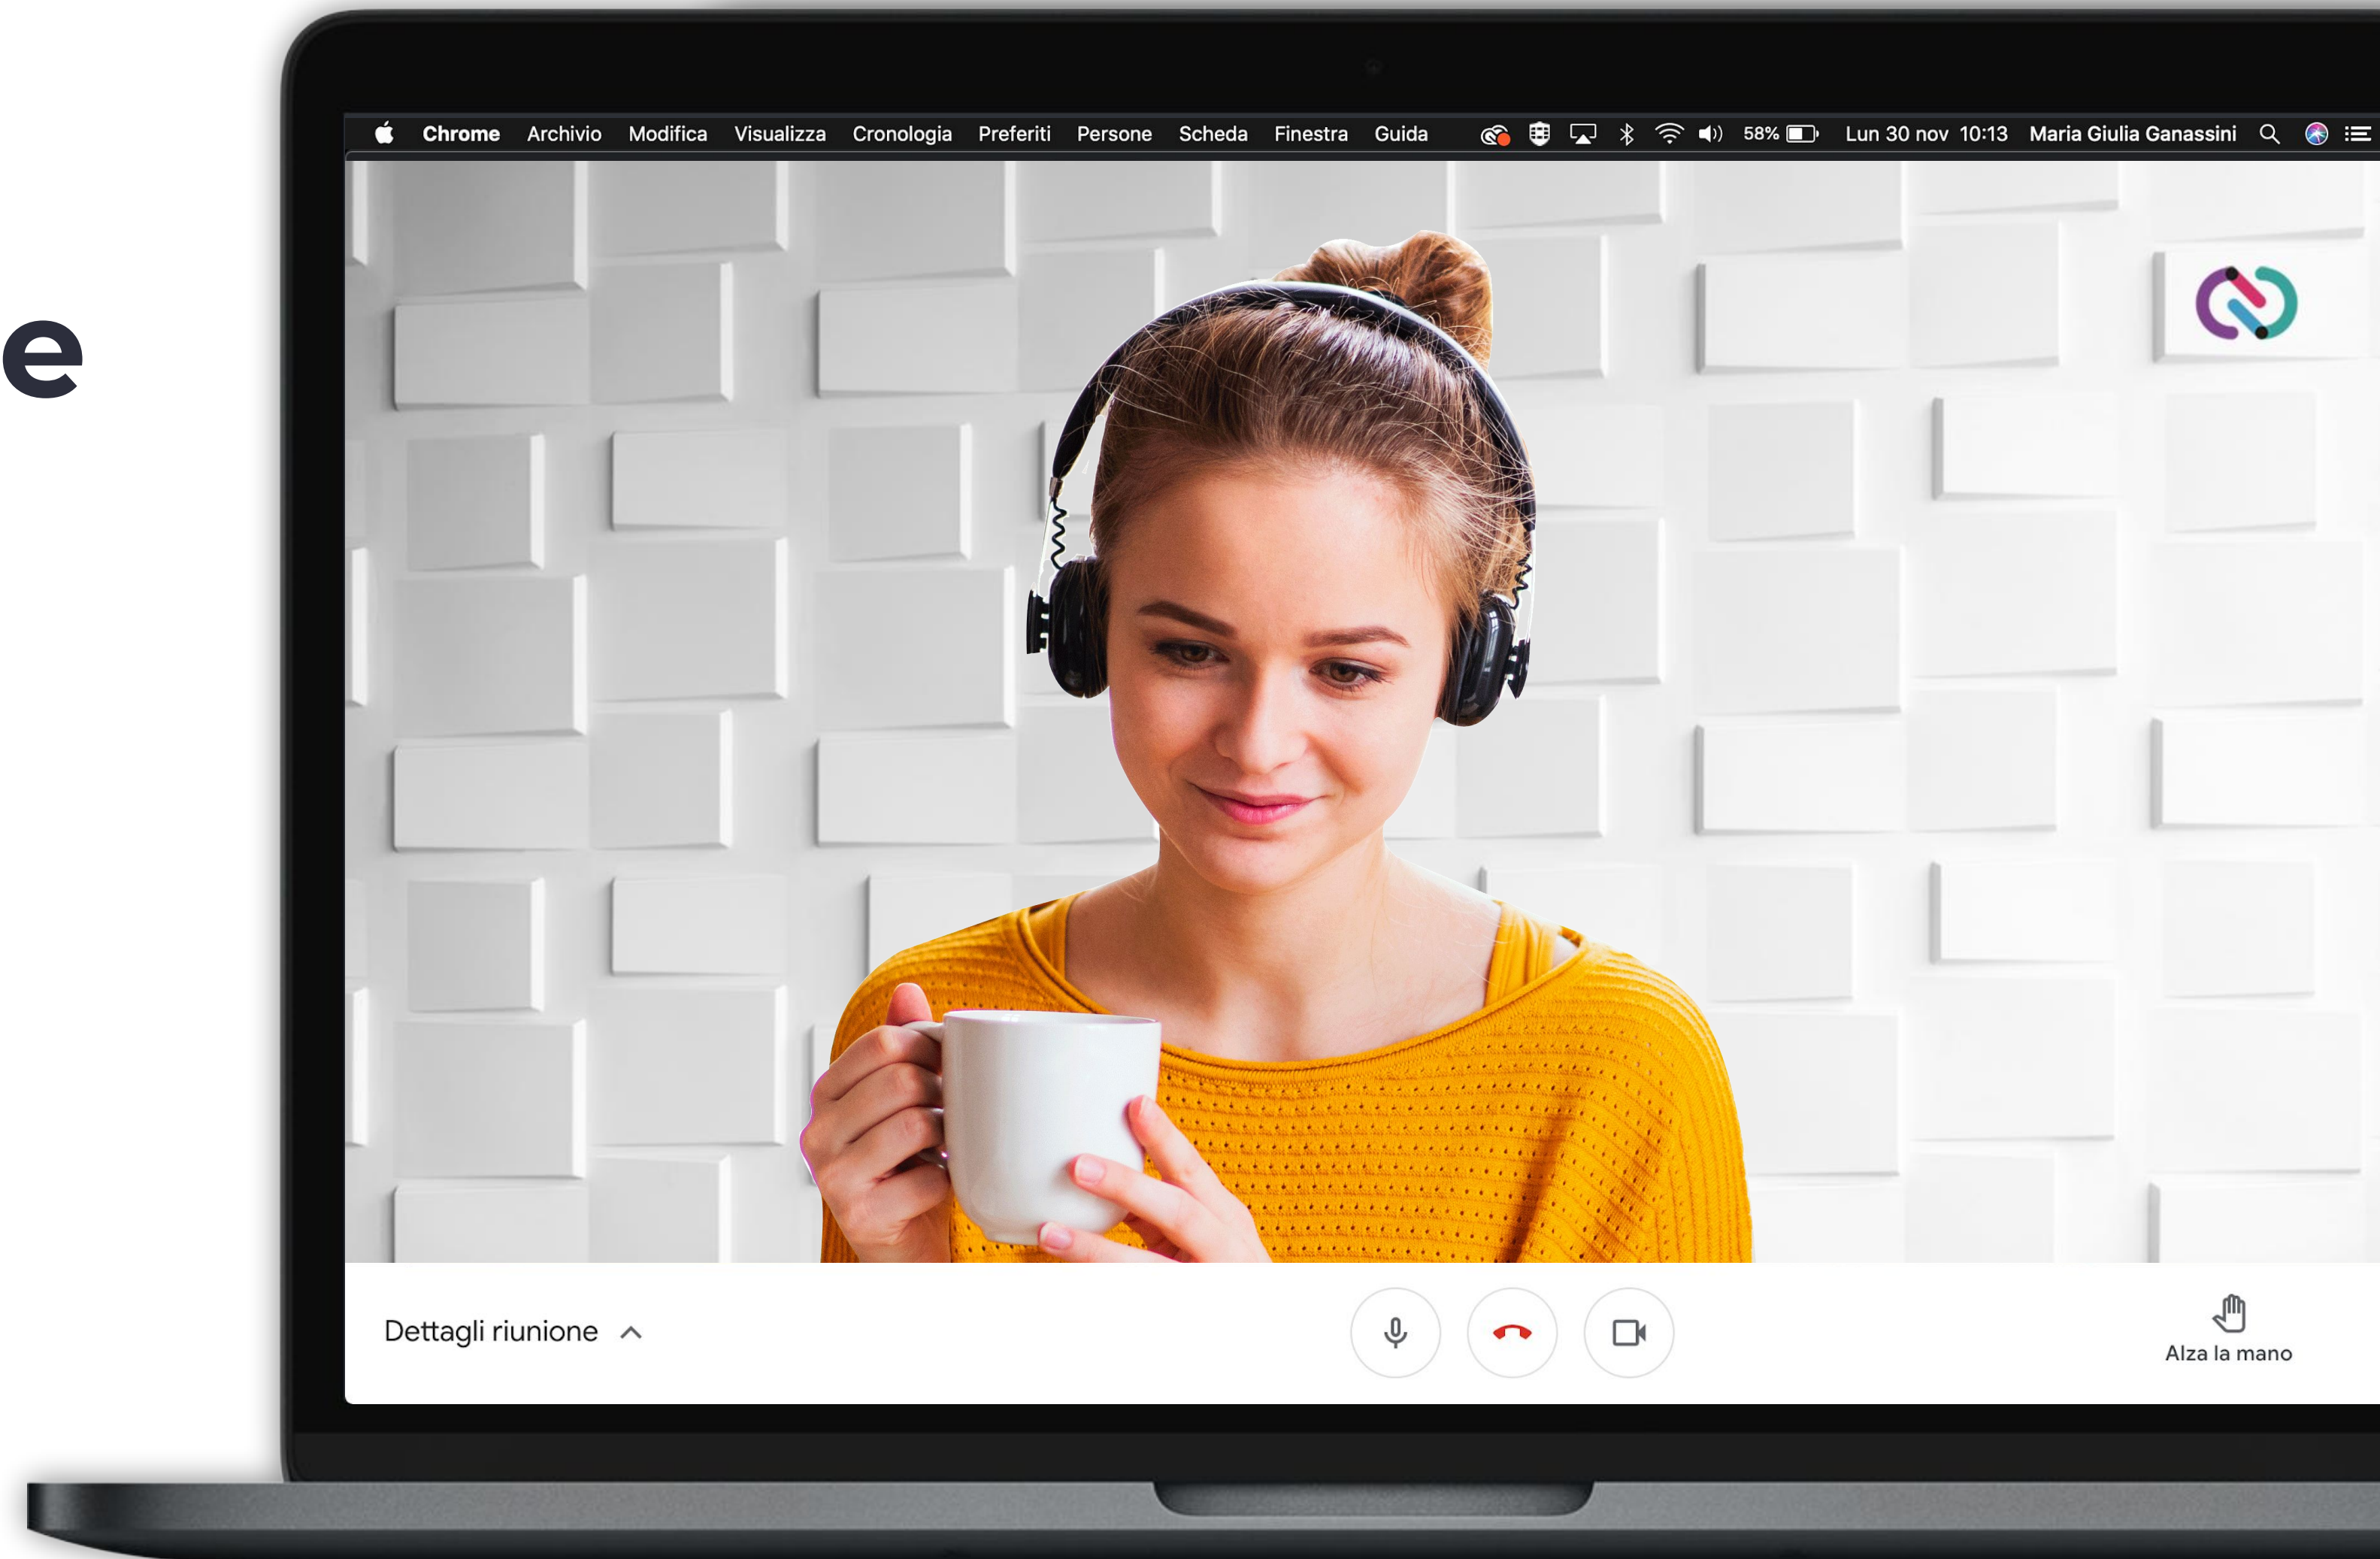 Chrome Archivio Modifica Visualizza Cronologia Preferiti Persone Scheda Finestra Guida 58% Lun 30 nov 10:13 Maria Giulia Ganassini
e
Dettagli riunione
Alza la mano